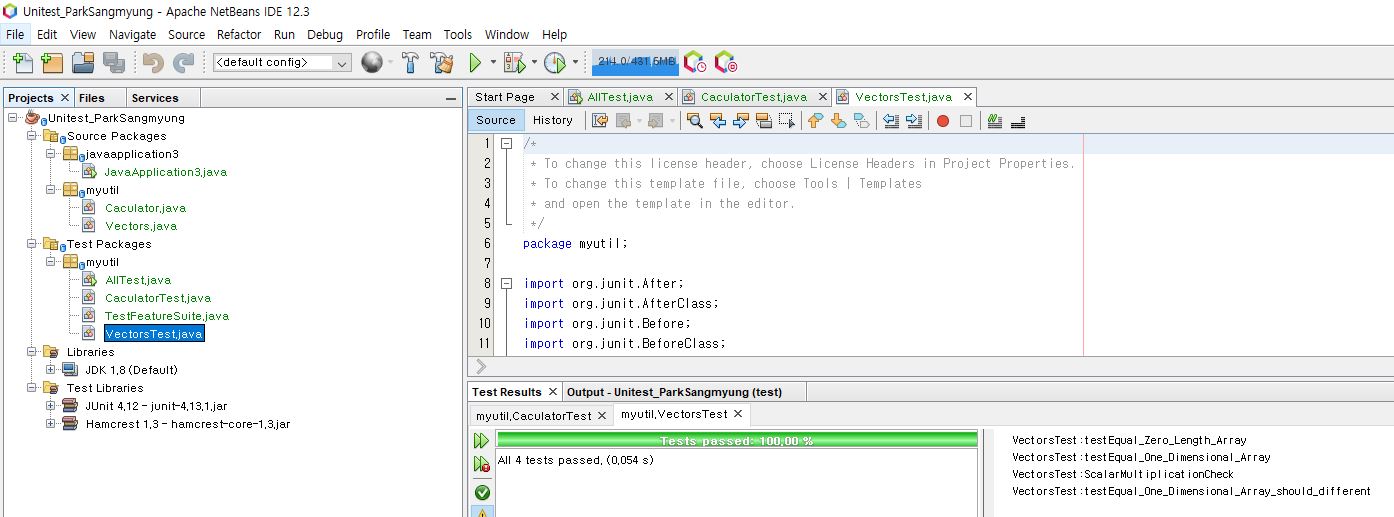 Unitest_ParkSangmyung - Apache NetBeans IDE 12.3
File Edit View Navigate Source Refactor Run Debug Profile Team Tools Window Help
<default config> 214.0/431.5MB
Projects Files Services
Unitest_ParkSangmyung
Source Packages
javaapplication3
JavaApplication3.java
myutil
Caculator.java
Vectors.java
Test Packages
myutil
AllTest.java
CaculatorTest.java
TestFeatureSuite.java
VectorsTest.java
Libraries
JDK 1.8 (Default)
Test Libraries
JUnit 4.12 - junit-4.13.1.jar
Hamcrest 1.3 - hamcrest-core-1.3.jar
Start Page AllTest.java CaculatorTest.java VectorsTest.java
Source History
1 /*
2 * To change this license header, choose License Headers in Project Properties.
3 * To change this template file, choose Tools | Templates
4 * and open the template in the editor.
5 */
6 package myutil;
7
8 import org.junit.After;
9 import org.junit.AfterClass;
10 import org.junit.Before;
11 import org.junit.BeforeClass;
Test Results Output - Unitest_ParkSangmyung (test)
myutil.CaculatorTest myutil.VectorsTest
Tests passed: 100.00 %
All 4 tests passed. (0.054 s)
VectorsTest:testEqual_Zero_Length_Array
VectorsTest:testEqual_One_Dimensional_Array
VectorsTest:ScalarMultiplicationCheck
VectorsTest:testEqual_One_Dimensional_Array_should_different